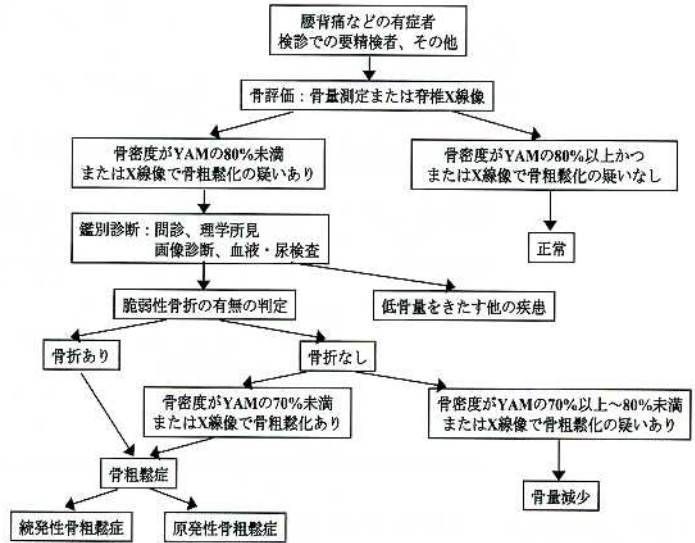 腰背痛などの有症者
検診での要精検者、その他
骨評価：骨量測定または脊椎X線像
骨密度がYAMの80%未満
またはX線像で骨粗鬆化の疑いあり
骨密度がYAMの80%以上かつ
またはX線像で骨粗鬆化の疑いなし
鑑別診断：問診、理学所見
画像診断、血液・尿検査
正常
脆弱性骨折の有無の判定
低骨量をきたす他の疾患
骨折あり
骨折なし
骨密度がYAMの70%未満
またはX線像で骨粗鬆化あり
骨密度がYAMの70%以上～80%未満
またはX線像で骨粗鬆化の疑いあり
骨粗鬆症
骨量減少
続発性骨粗鬆症
原発性骨粗鬆症